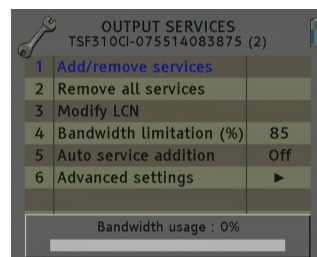 OUTPUT SERVICES
TSF310CI-075514083875 (2)
1 Add/remove services
2 Remove all services
3 Modify LCN
4 Bandwidth limitation (%) 85
5 Auto service addition Off
6 Advanced settings ►
Bandwidth usage : 0%